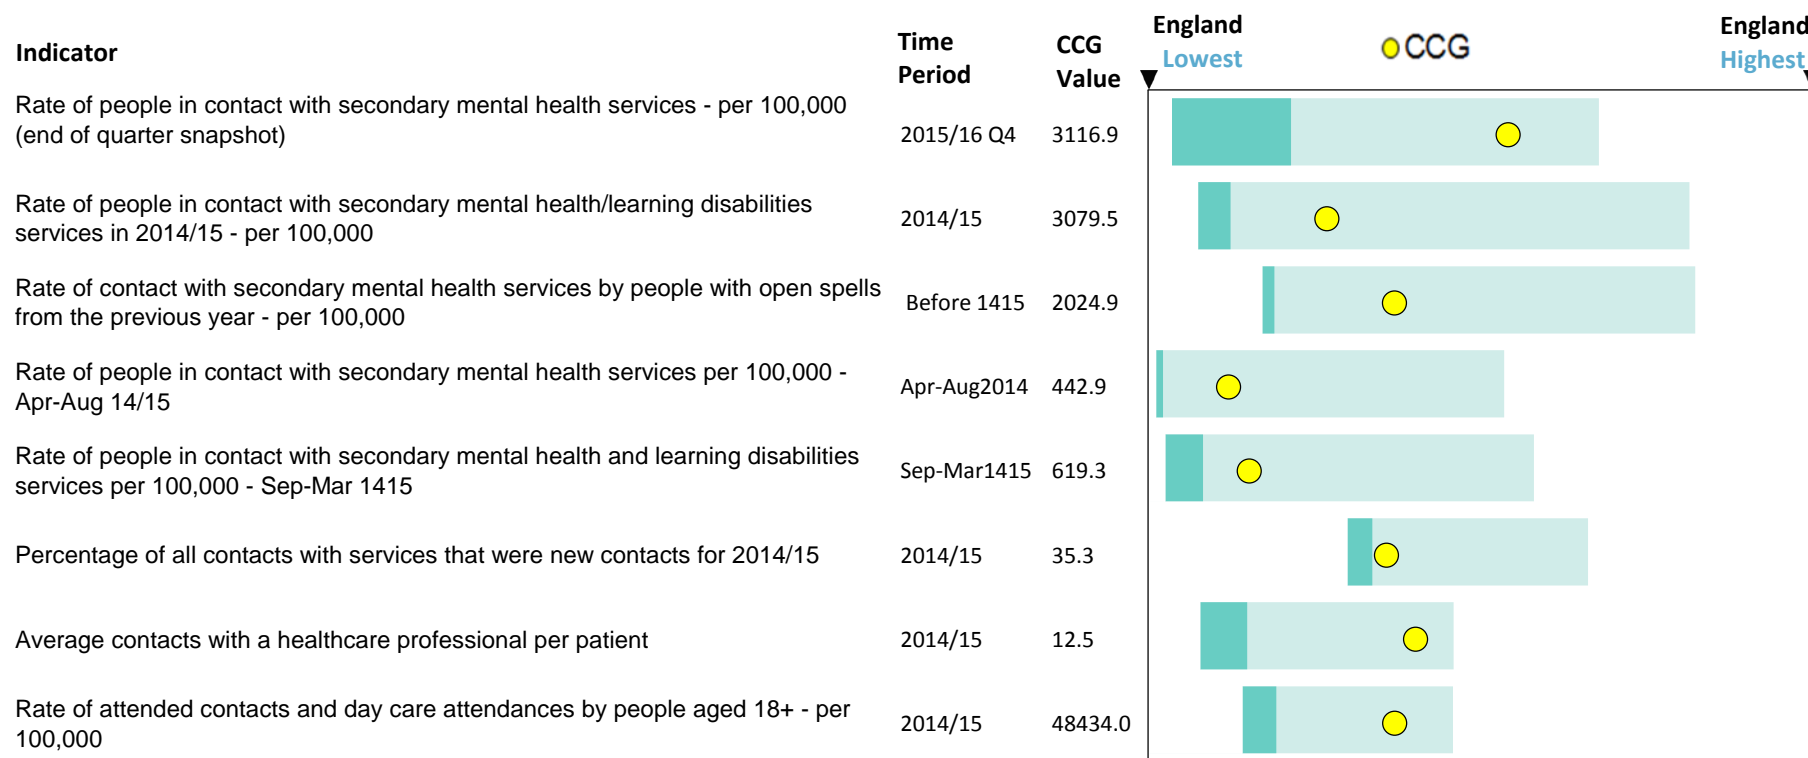 Indicator
Time Period
CCG Value
England Lowest
CCG
England Highest
Rate of people in contact with secondary mental health services - per 100,000
(end of quarter snapshot)
2015/16 Q4 3116.9
Rate of people in contact with secondary mental health/learning disabilities
services in 2014/15 - per 100,000
2014/15 3079.5
Rate of contact with secondary mental health services by people with open spells
from the previous year - per 100,000
Before 1415 2024.9
Rate of people in contact with secondary mental health services per 100,000 -
Apr-Aug 14/15
Apr-Aug2014 442.9
Rate of people in contact with secondary mental health and learning disabilities
services per 100,000 - Sep-Mar 1415
Sep-Mar1415 619.3
Percentage of all contacts with services that were new contacts for 2014/15
2014/15 35.3
Average contacts with a healthcare professional per patient
2014/15 12.5
Rate of attended contacts and day care attendances by people aged 18+ - per
100,000
2014/15 48434.0